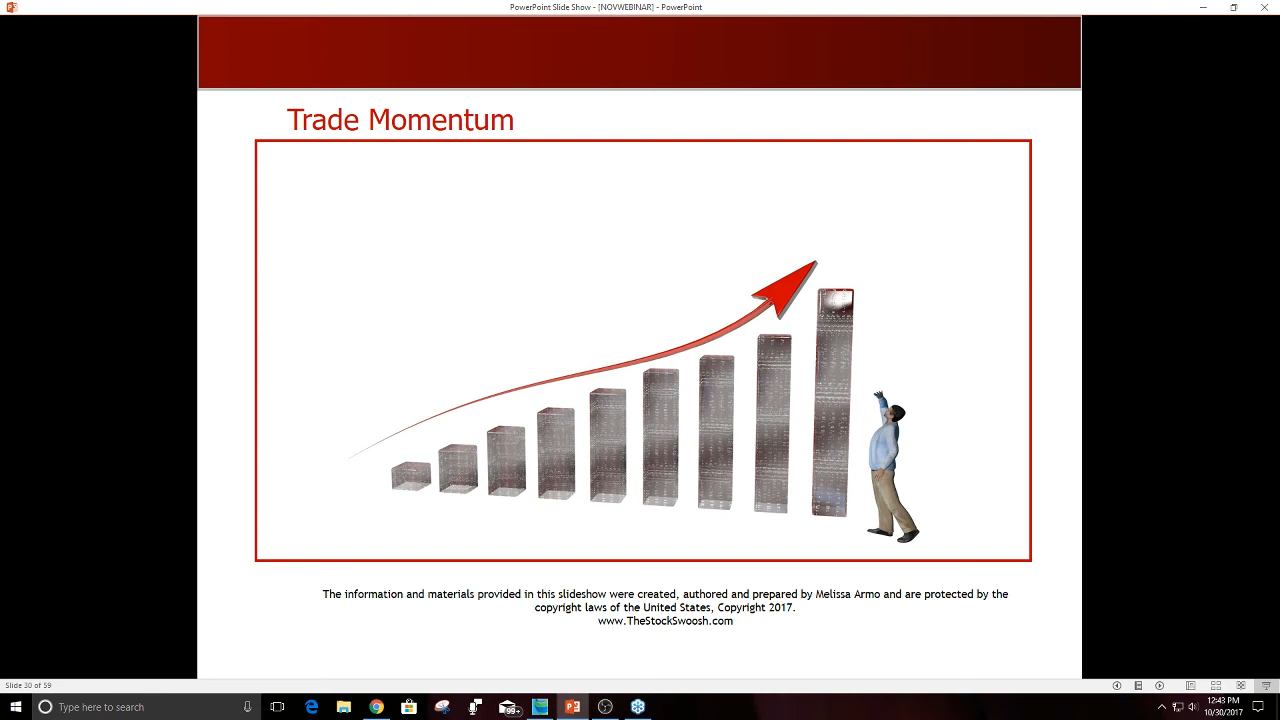 PowerPoint Slide Show - [NOVWEBINAR] - PowerPoint
Trade Momentum
The information and materials provided in this slideshow were created, authored and prepared by Melissa Armo and are protected by the
copyright laws of the United States, Copyright 2017.
www.TheStockSwoosh.com
Slide 30 of 59
Type here to search
99+
12:43 PM
10/30/2017